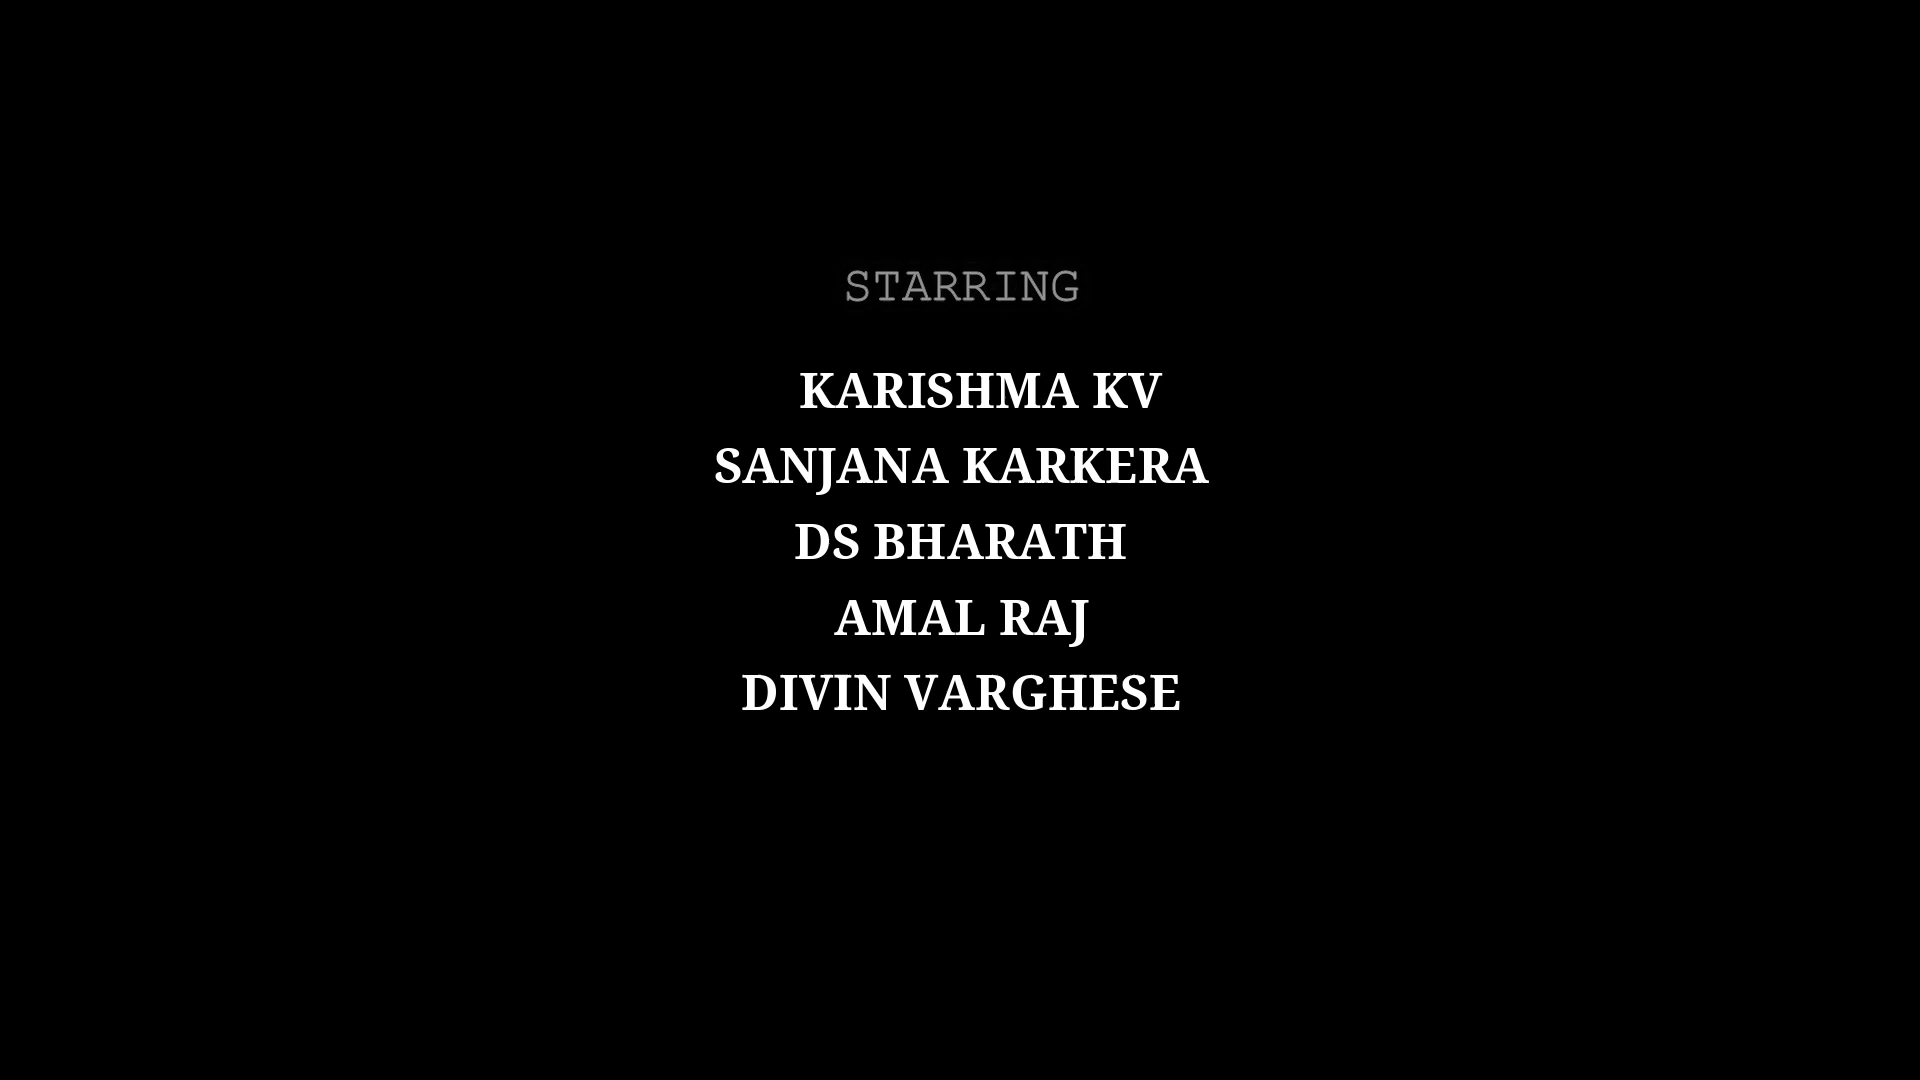 STARRING
KARISHMA KV
SANJANA KARKERA
DS BHARATH
AMAL RAJ
DIVIN VARGHESE